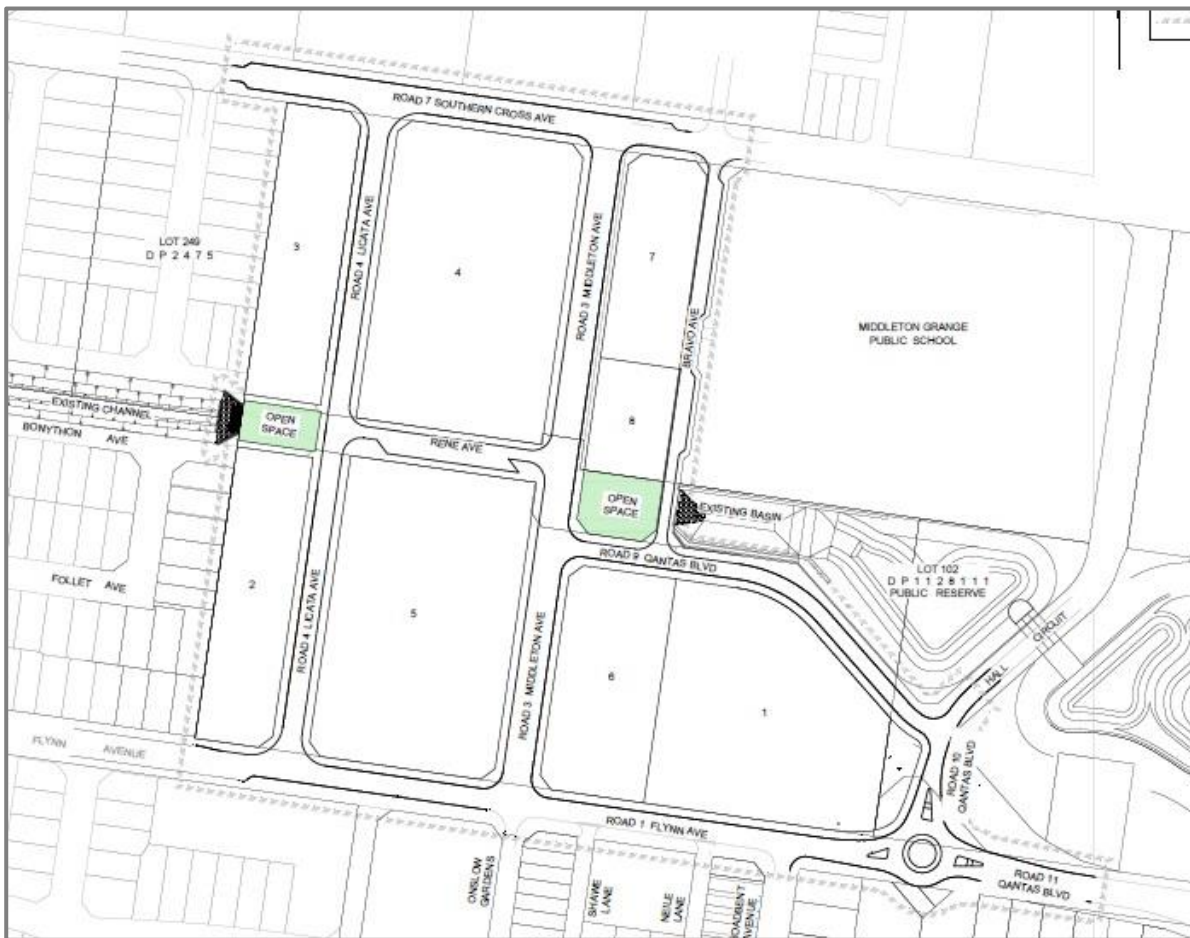 ROAD 7 SOUTHERN CROSS AVE
LOT 249
D P 2 4 7 5
3
ROAD 4 LICATA AVE
4
ROAD 3 MIDDLETON AVE
7
BRAVO AVE
MIDDLETON GRANGE
PUBLIC SCHOOL
EXISTING CHANNEL
OPEN
SPACE
BONYTHON AVE
RENE AVE
8
OPEN
SPACE
EXISTING BASIN
ROAD 9 QANTAS BLVD
LOT 102
D P 1 1 2 8 1 1 1
PUBLIC RESERVE
FOLLET AVE
2
ROAD 4 LICATA AVE
5
ROAD 3 MIDDLETON AVE
6
1
HALL CIRCUIT
FLYNN AVENUE
ROAD 10
QANTAS BLVD
ROAD 1 FLYNN AVE
ROAD 11
QANTAS BLVD
ONSLOW
GARDENS
SHAWE
LANE
NEILE
LANE
AVENUE